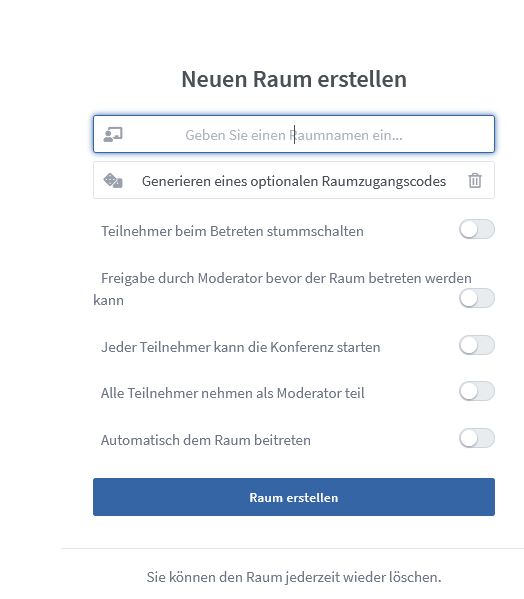 Neuen Raum erstellen
Geben Sie einen Raumnamen ein...
Generieren eines optionalen Raumzugangscodes
Teilnehmer beim Betreten stummschalten
Freigabe durch Moderator bevor der Raum betreten werden
kann
Jeder Teilnehmer kann die Konferenz starten
Alle Teilnehmer nehmen als Moderator teil
Automatisch dem Raum beitreten
Raum erstellen
Sie können den Raum jederzeit wieder löschen.